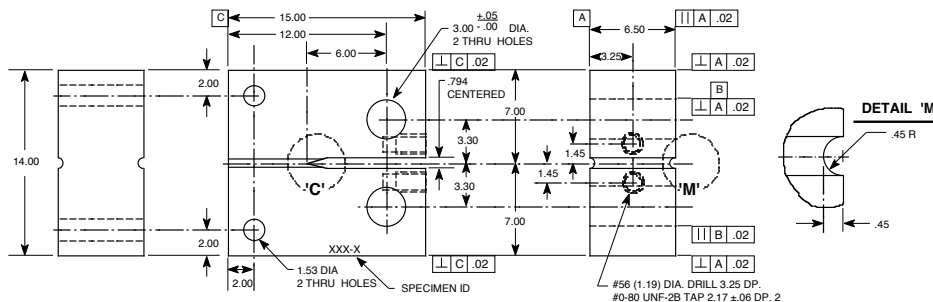 C
15.00
12.00
6.00
+.05
- .00
3.00 DIA.
2 THRU HOLES
⊥ C .02
.794
CENTERED
2.00
14.00
7.00
3.30
'C'
3.30
7.00
2.00
2.00
1.53 DIA
2 THRU HOLES
XXX-X
SPECIMEN ID
⊥ C .02
A
6.50
3.25
|| A .02
⊥ A .02
B
⊥ A .02
1.45
1.45
'M'
|| B .02
⊥ A .02
#56 (1.19) DIA. DRILL 3.25 DP.
#0-80 UNF-2B TAP 2.17 ±.06 DP. 2
DETAIL 'M
.45 R
.45